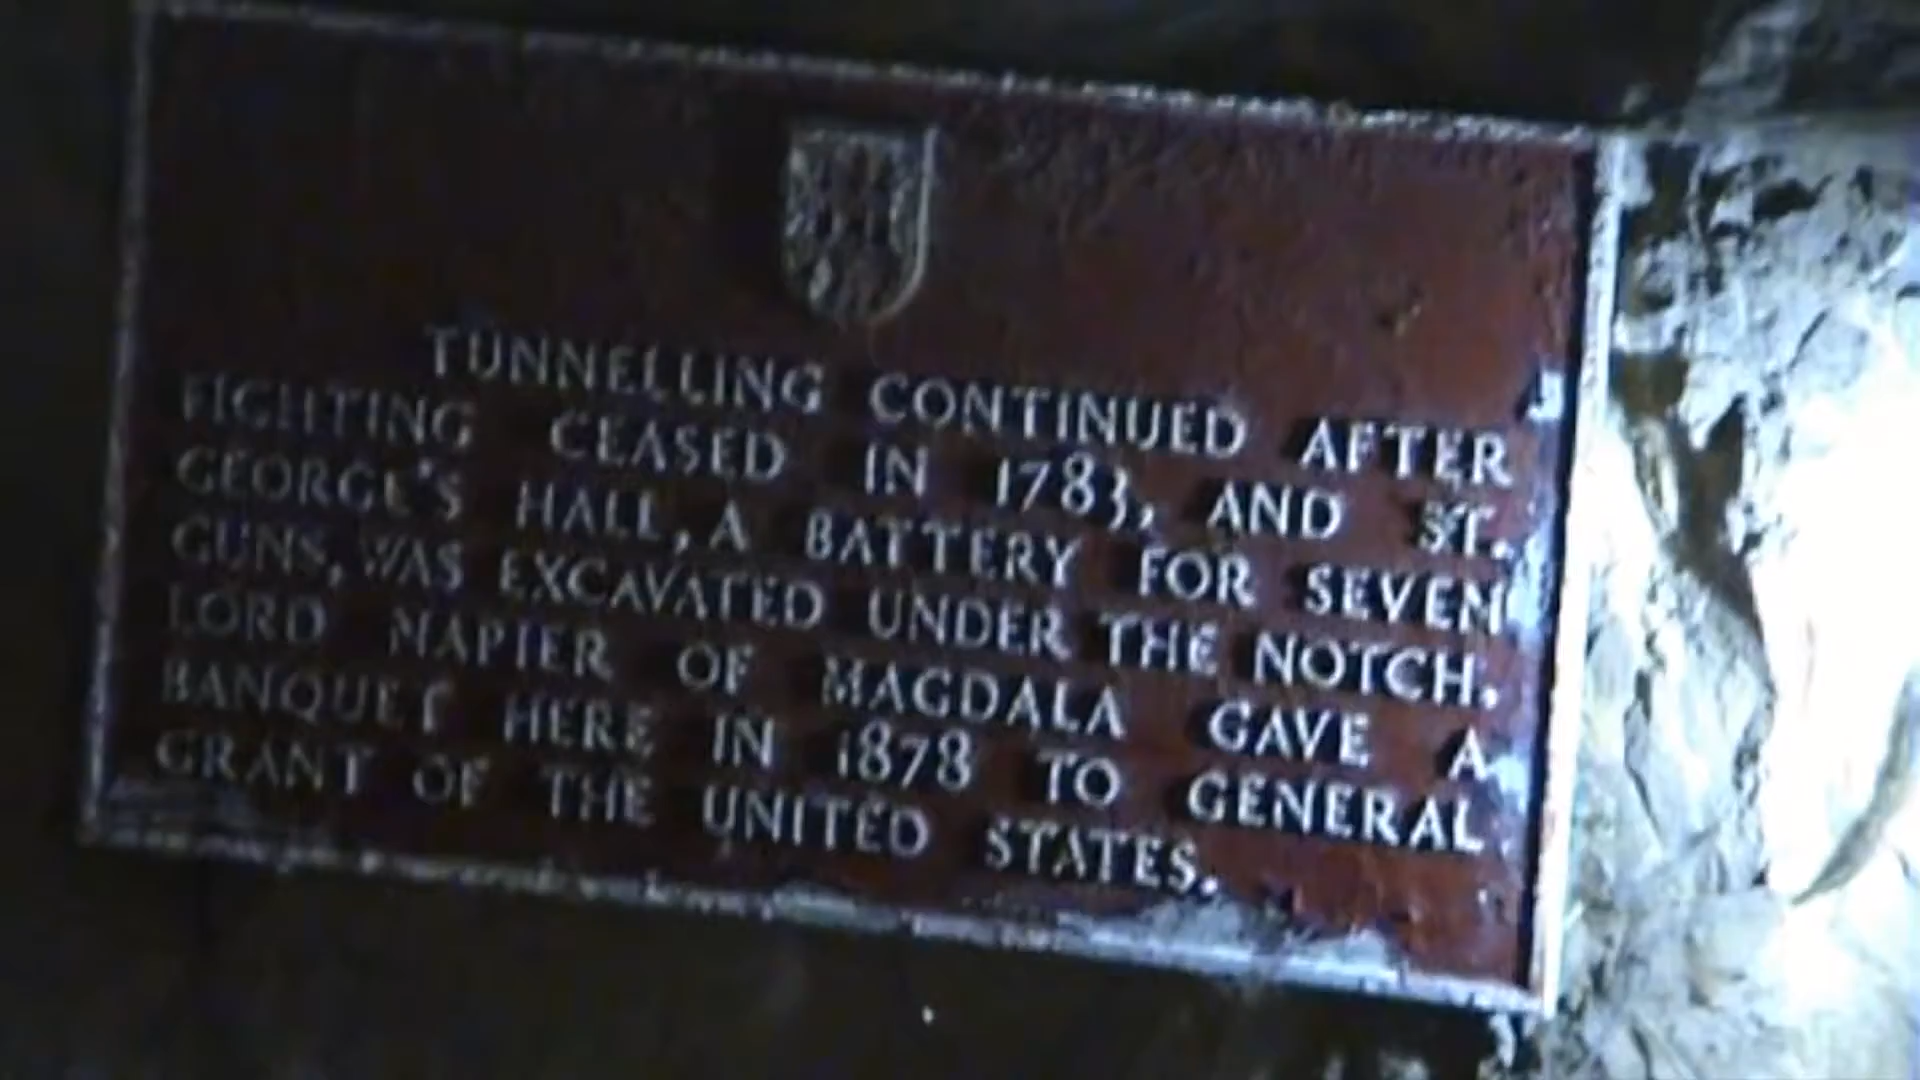 TUNNELLING CONTINUED AFTER
FIGHTING CEASED IN 1783, AND ST.
GEORGE'S HALL, A BATTERY FOR SEVEN
GUNS, WAS EXCAVATED UNDER THE NOTCH.
LORD NAPIER OF MAGDALA GAVE A
BANQUET HERE IN 1878 TO GENERAL
GRANT OF THE UNITED STATES.